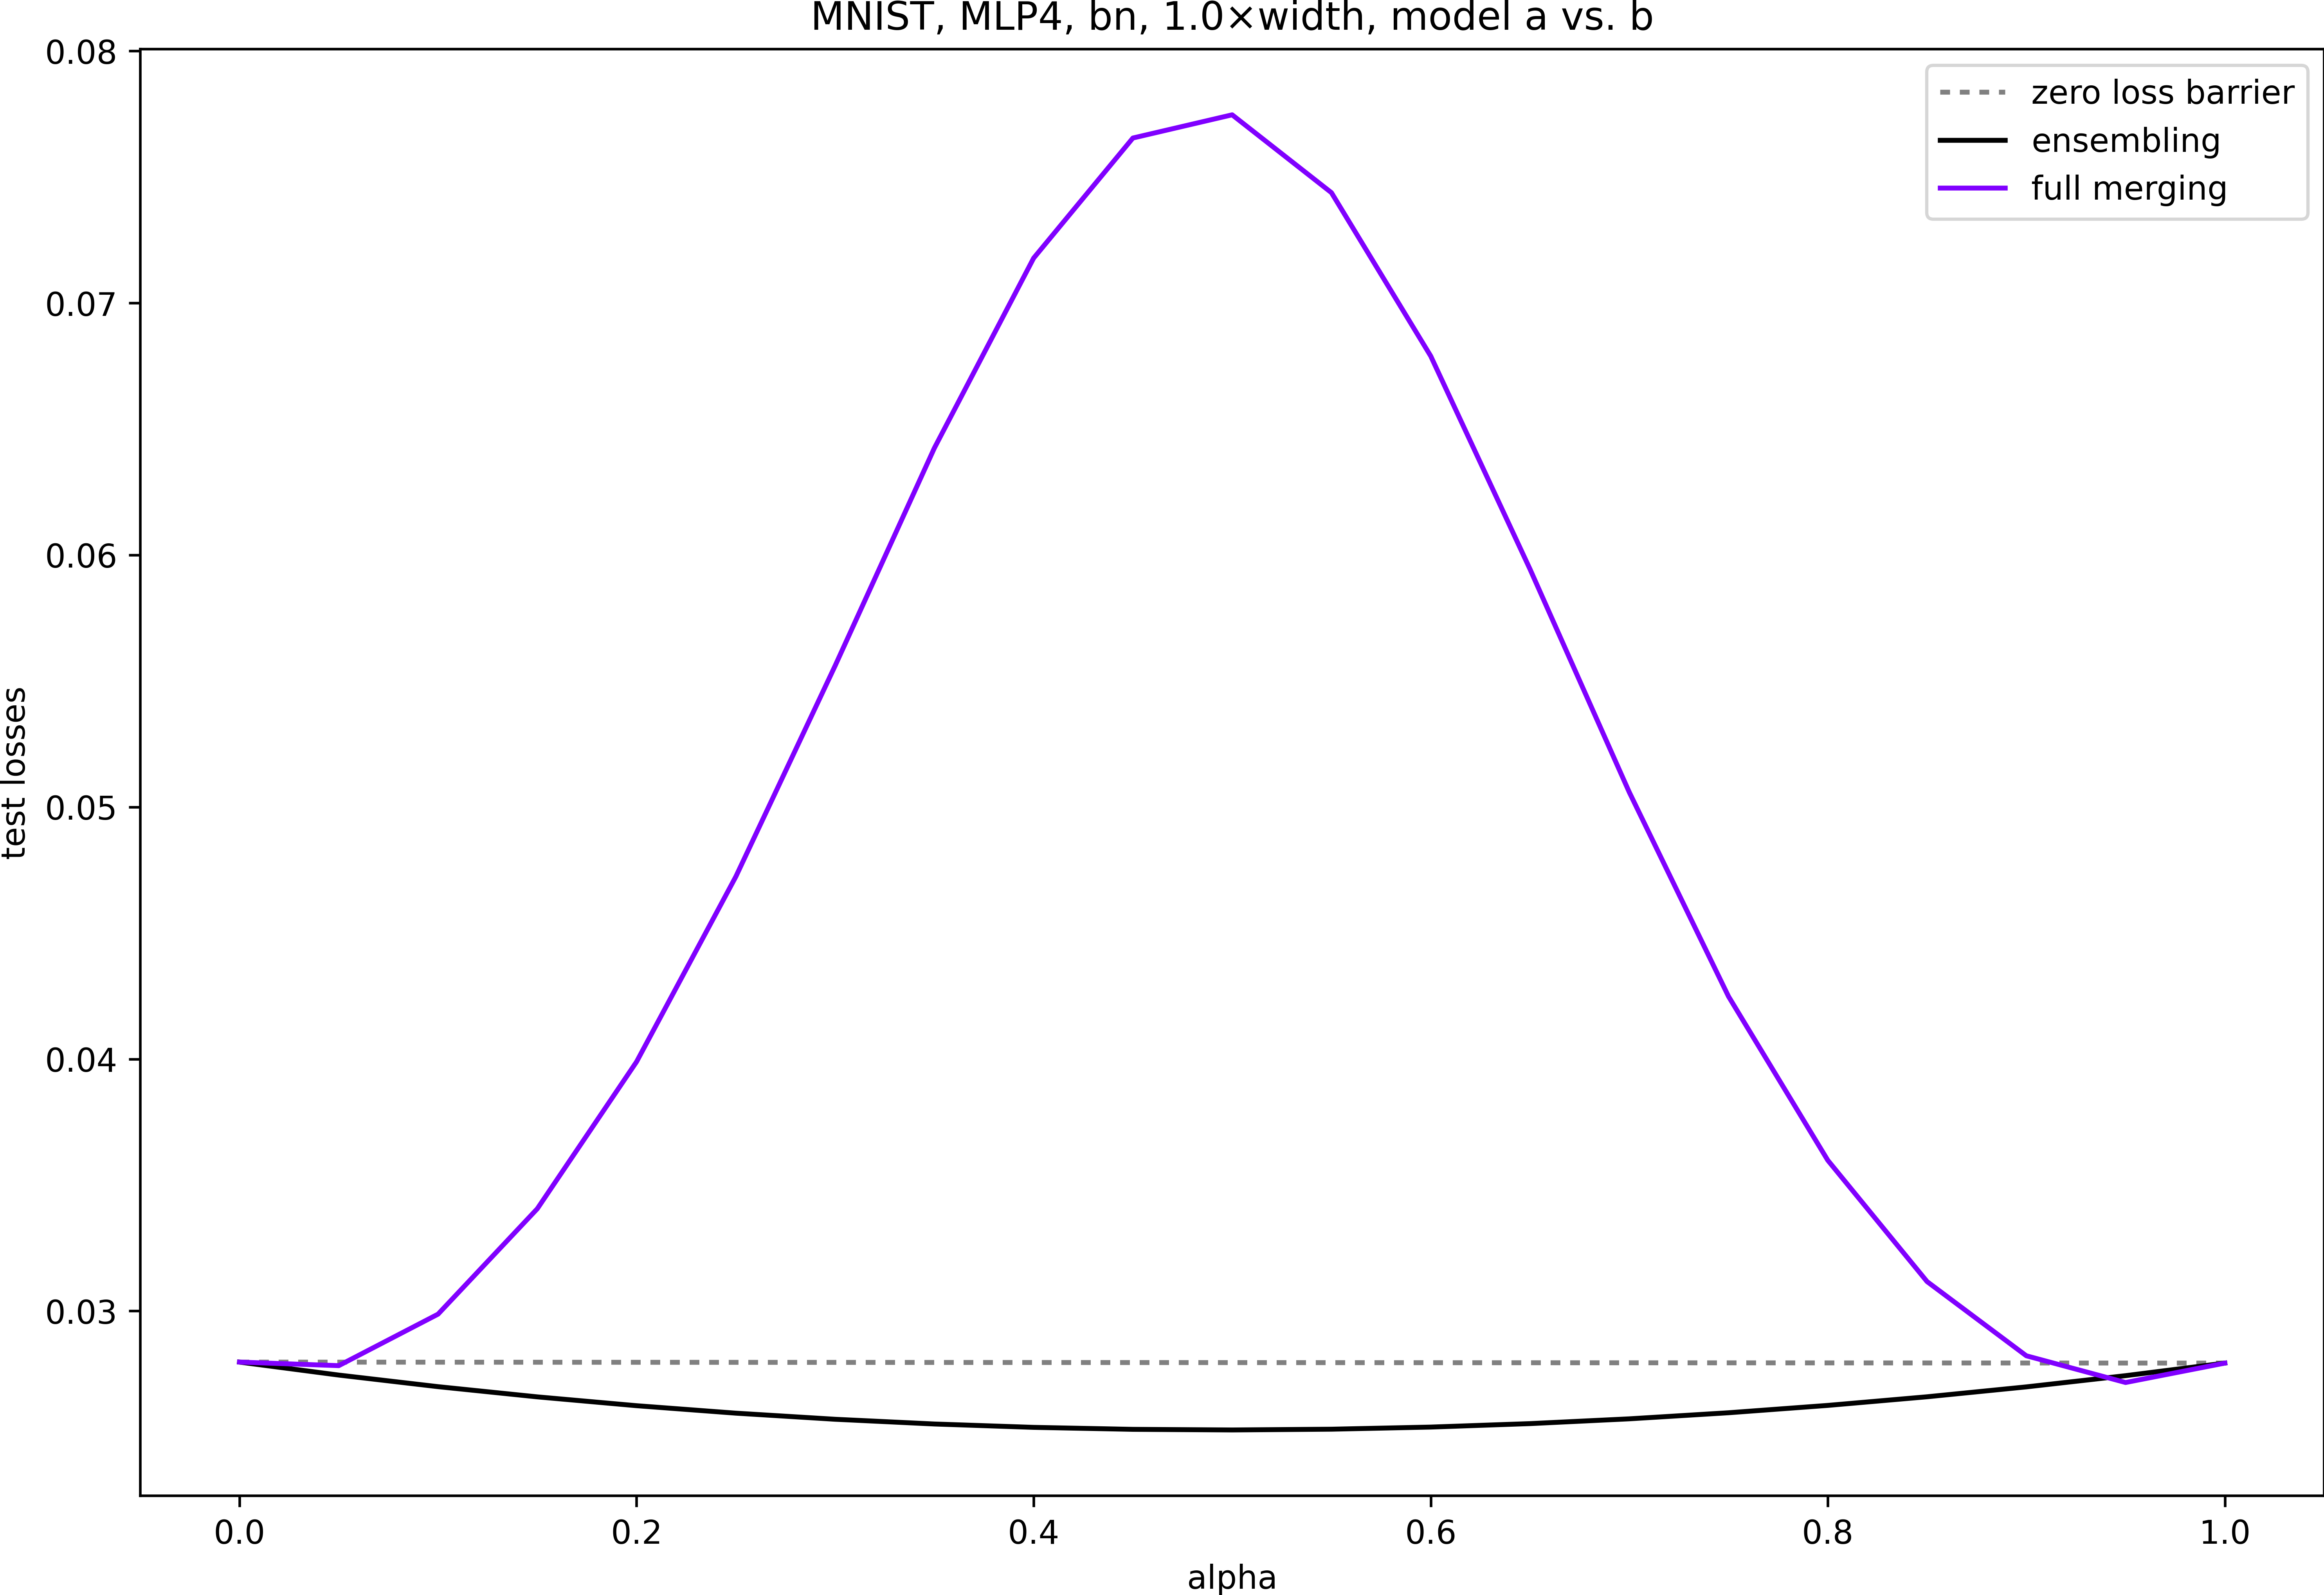 MNIST, MLP4, bn, 1.0×width, model a vs. b
zero loss barrier
ensembling
full merging
0.08
0.07
0.06
0.05
0.04
0.03
test losses
0.0
0.2
0.4
0.6
0.8
1.0
alpha